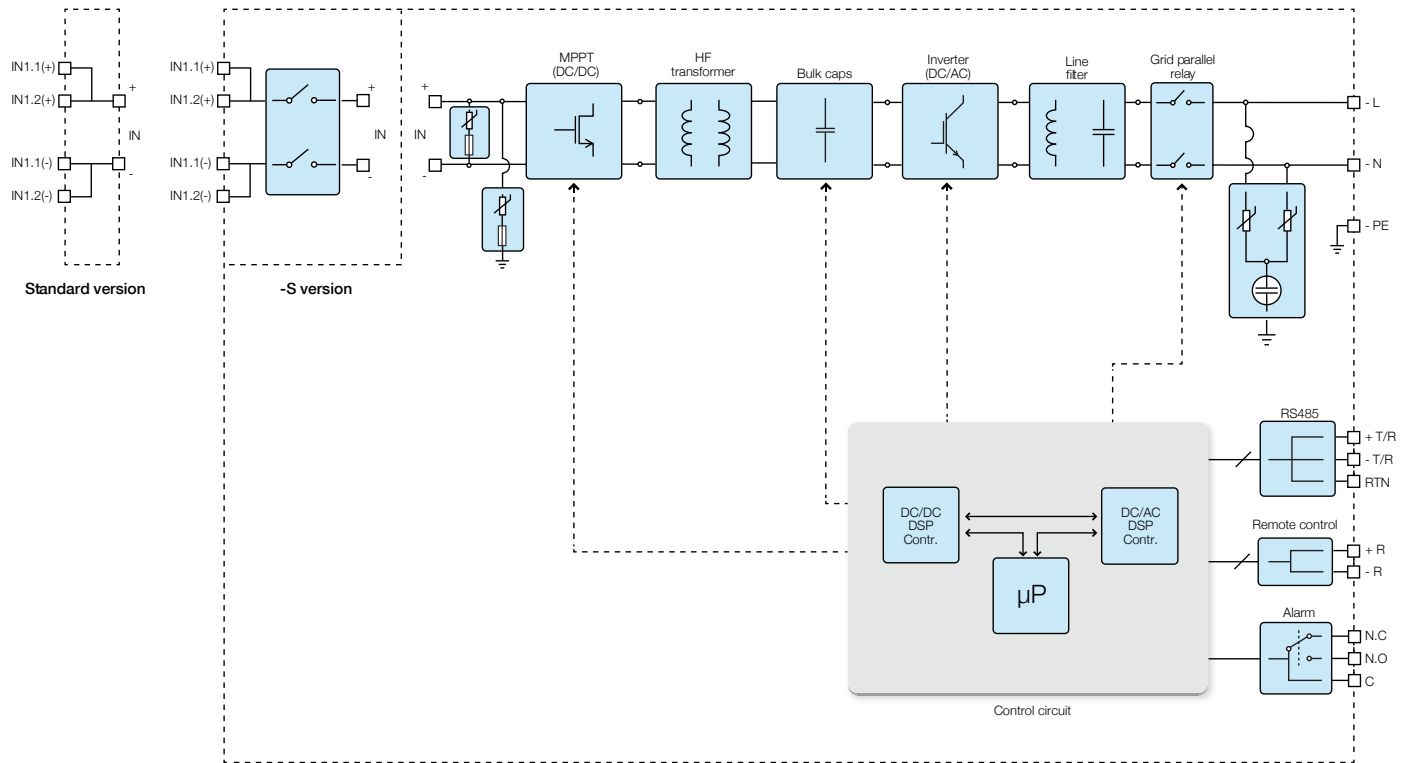 IN1.1(+)
IN1.2(+)
IN1.1(-)
IN1.2(-)
+
IN
-
Standard version
IN1.1(+)
IN1.2(+)
IN1.1(-)
IN1.2(-)
+
IN
-
-S version
+
IN
-
MPPT
(DC/DC)
HF
transformer
Bulk caps
Inverter
(DC/AC)
Line
filter
Grid parallel
relay
- L
- N
- PE
DC/DC
DSP
Contr.
DC/AC
DSP
Contr.
µP
Control circuit
RS485
+ T/R
- T/R
RTN
Remote control
+ R
- R
Alarm
N.C
N.O
C